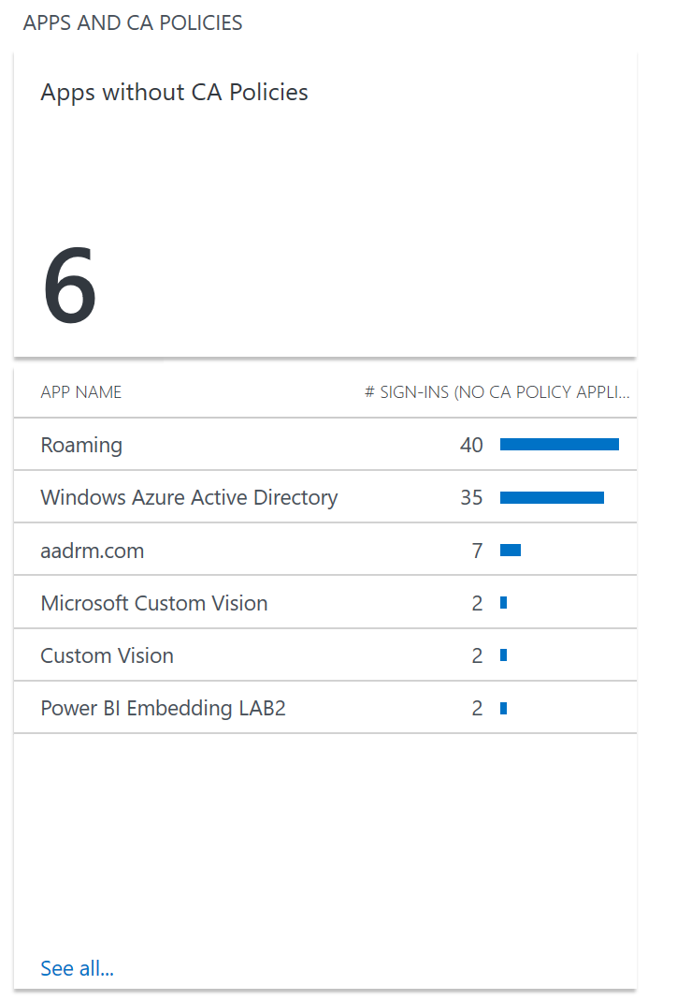 APPS AND CA POLICIES
Apps without CA Policies
6
APP NAME # SIGN-INS (NO CA POLICY APPLI...
Roaming 40
Windows Azure Active Directory 35
aadrm.com 7
Microsoft Custom Vision 2
Custom Vision 2
Power BI Embedding LAB2 2
See all...